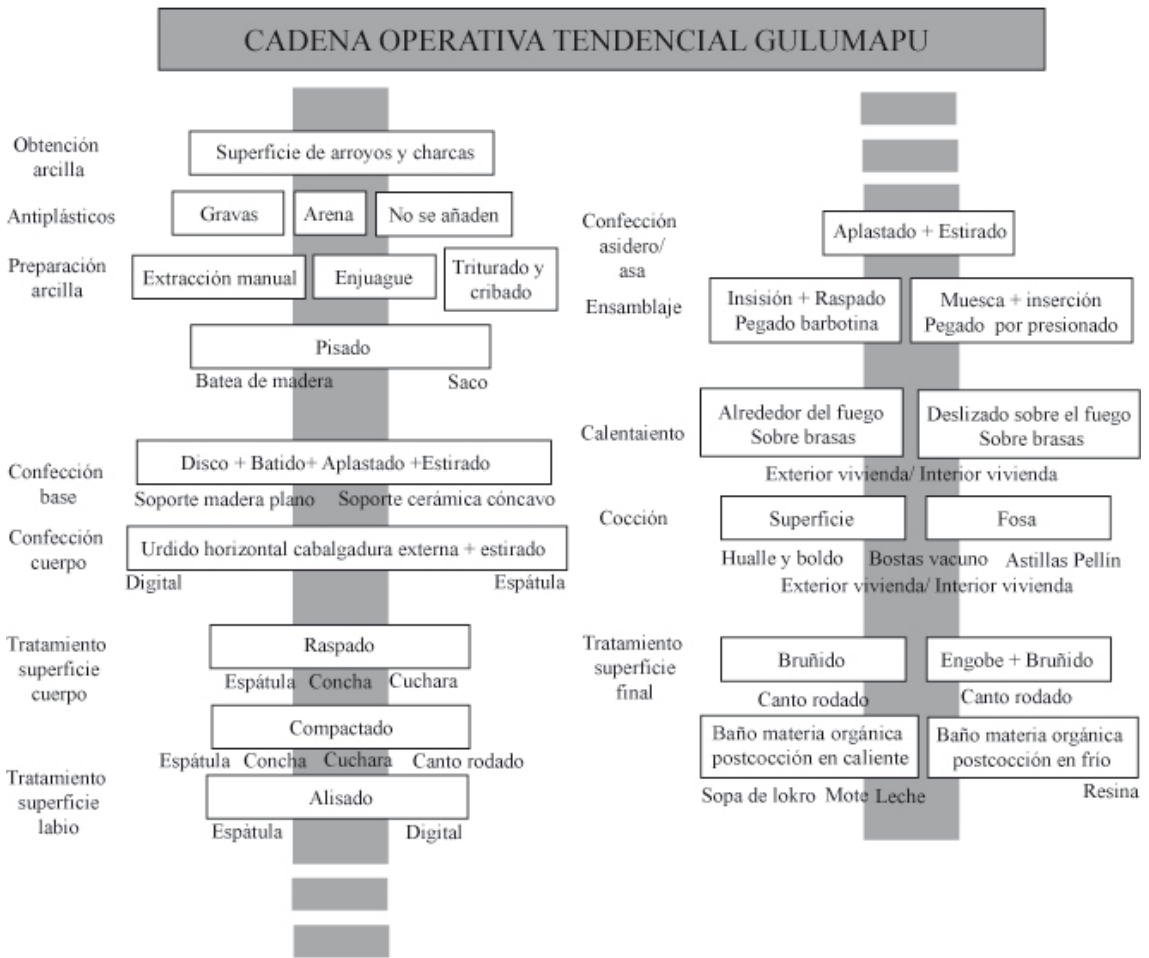 CADENA OPERATIVA TENDENCIAL GULUMAPU
Obtención
arcilla
Superficie de arroyos y charcas
Antiplásticos
Gravas
Arena
No se añaden
Preparación
arcilla
Extracción manual
Enjuague
Triturado y
cribado
Pisado
Batea de madera
Saco
Confección
base
Disco + Batido+ Aplastado +Estirado
Soporte madera plano
Soporte cerámica cóncavo
Confección
cuerpo
Urdido horizontal cabalgadura externa + estirado
Digital
Espátula
Tratamiento
superficie
cuerpo
Raspado
Espátula
Concha
Cuchara
Compactado
Espátula
Concha
Cuchara
Canto rodado
Tratamiento
superficie
labio
Alisado
Espátula
Digital
Confección
asidero/
asa
Aplastado + Estirado
Ensamblaje
Insisión + Raspado
Pegado barbotina
Muesca + inserción
Pegado por presionado
Calentaiento
Alrededor del fuego
Sobre brasas
Deslizado sobre el fuego
Sobre brasas
Exterior vivienda/ Interior vivienda
Cocción
Superficie
Fosa
Hualle y boldo
Bostas vacuno
Astillas Pellín
Exterior vivienda/ Interior vivienda
Tratamiento
superficie
final
Bruñido
Engobe + Bruñido
Canto rodado
Canto rodado
Baño materia orgánica
postcocción en caliente
Baño materia orgánica
postcocción en frío
Sopa de lokro
Mote
Leche
Resina